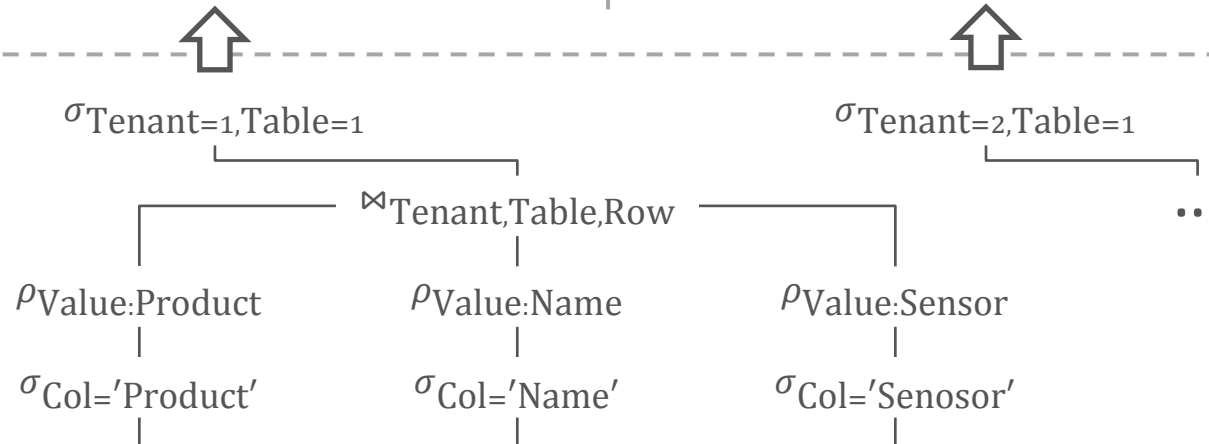 σTenant=1,Table=1 σTenant=2,Table=1
⋈Tenant,Table,Row ..
ρValue:Product ρValue:Name ρValue:Sensor
σCol='Product' σCol='Name' σCol='Senosor'